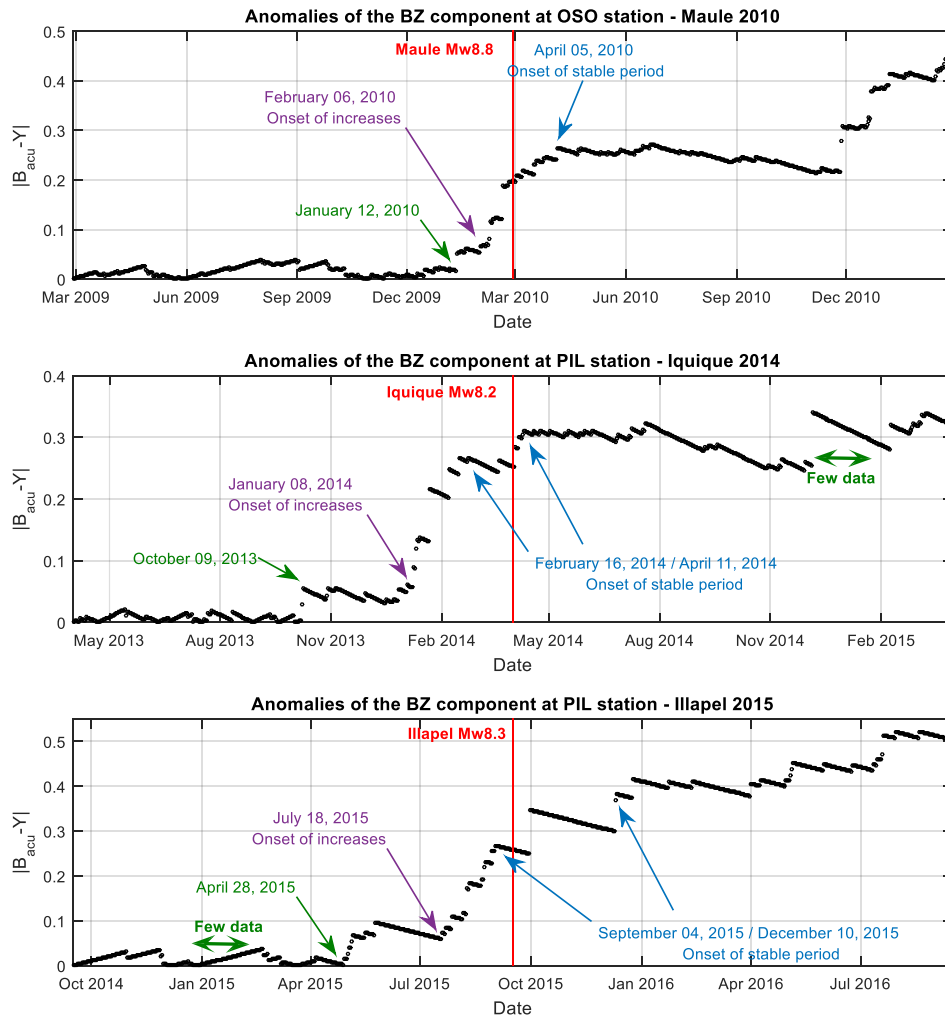 Anomalies of the BZ component at OSO station - Maule 2010
0.5
0.4
0.3
0.2
0.1
0
|Bacu-Y|
Maule Mw8.8
April 05, 2010
Onset of stable period
February 06, 2010
Onset of increases
January 12, 2010
Mar 2009 Jun 2009 Sep 2009 Dec 2009 Mar 2010 Jun 2010 Sep 2010 Dec 2010
Date
Anomalies of the BZ component at PIL station - Iquique 2014
0.4
0.3
0.2
0.1
0
|Bacu-Y|
Iquique Mw8.2
January 08, 2014
Onset of increases
October 09, 2013
Few data
February 16, 2014 / April 11, 2014
Onset of stable period
May 2013 Aug 2013 Nov 2013 Feb 2014 May 2014 Aug 2014 Nov 2014 Feb 2015
Date
Anomalies of the BZ component at PIL station - Illapel 2015
0.5
0.4
0.3
0.2
0.1
0
|Bacu-Y|
Illapel Mw8.3
July 18, 2015
Onset of increases
April 28, 2015
Few data
September 04, 2015 / December 10, 2015
Onset of stable period
Oct 2014 Jan 2015 Apr 2015 Jul 2015 Oct 2015 Jan 2016 Apr 2016 Jul 2016
Date